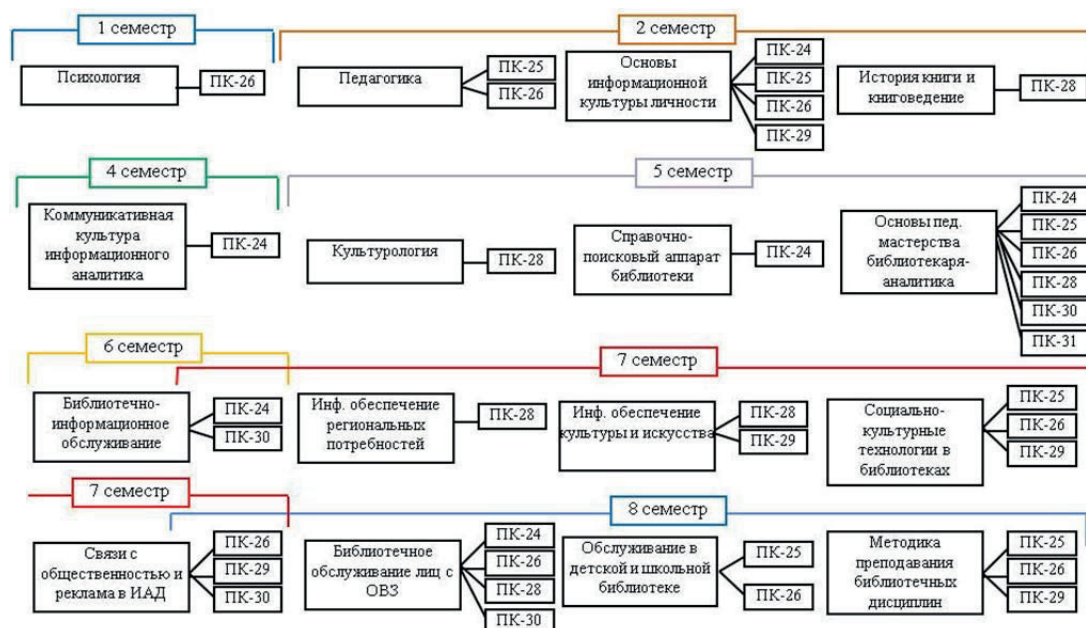 1 семестр
2 семестр
Психология
ПК-26
Педагогика
ПК-25
ПК-26
Основы
информационной
культуры личности
ПК-24
ПК-25
ПК-26
ПК-29
История книги и
книговедение
ПК-28
4 семестр
5 семестр
Коммуникативная
культура
информационного
аналитика
ПК-24
Культурология
ПК-28
Справочно-
поисковый аппарат
библиотеки
ПК-24
Основы пед.
мастерства
библиотекаря-
аналитика
ПК-24
ПК-25
ПК-26
ПК-28
ПК-30
ПК-31
6 семестр
7 семестр
Библиотечно-
информационное
обслуживание
ПК-24
ПК-30
Инф. обеспечение
региональных
потребностей
ПК-28
Инф. обеспечение
культуры и искусства
ПК-28
ПК-29
Социально-
культурные
технологии в
библиотеках
ПК-25
ПК-26
ПК-29
7 семестр
8 семестр
Связи с
общественностью и
реклама в ИАД
ПК-26
ПК-29
ПК-30
Библиотечное
обслуживание лиц с
ОВЗ
ПК-24
ПК-26
ПК-28
ПК-30
Обслуживание в
детской и школьной
библиотеке
ПК-25
ПК-26
Методика
преподавания
библиотечных
дисциплин
ПК-25
ПК-26
ПК-29